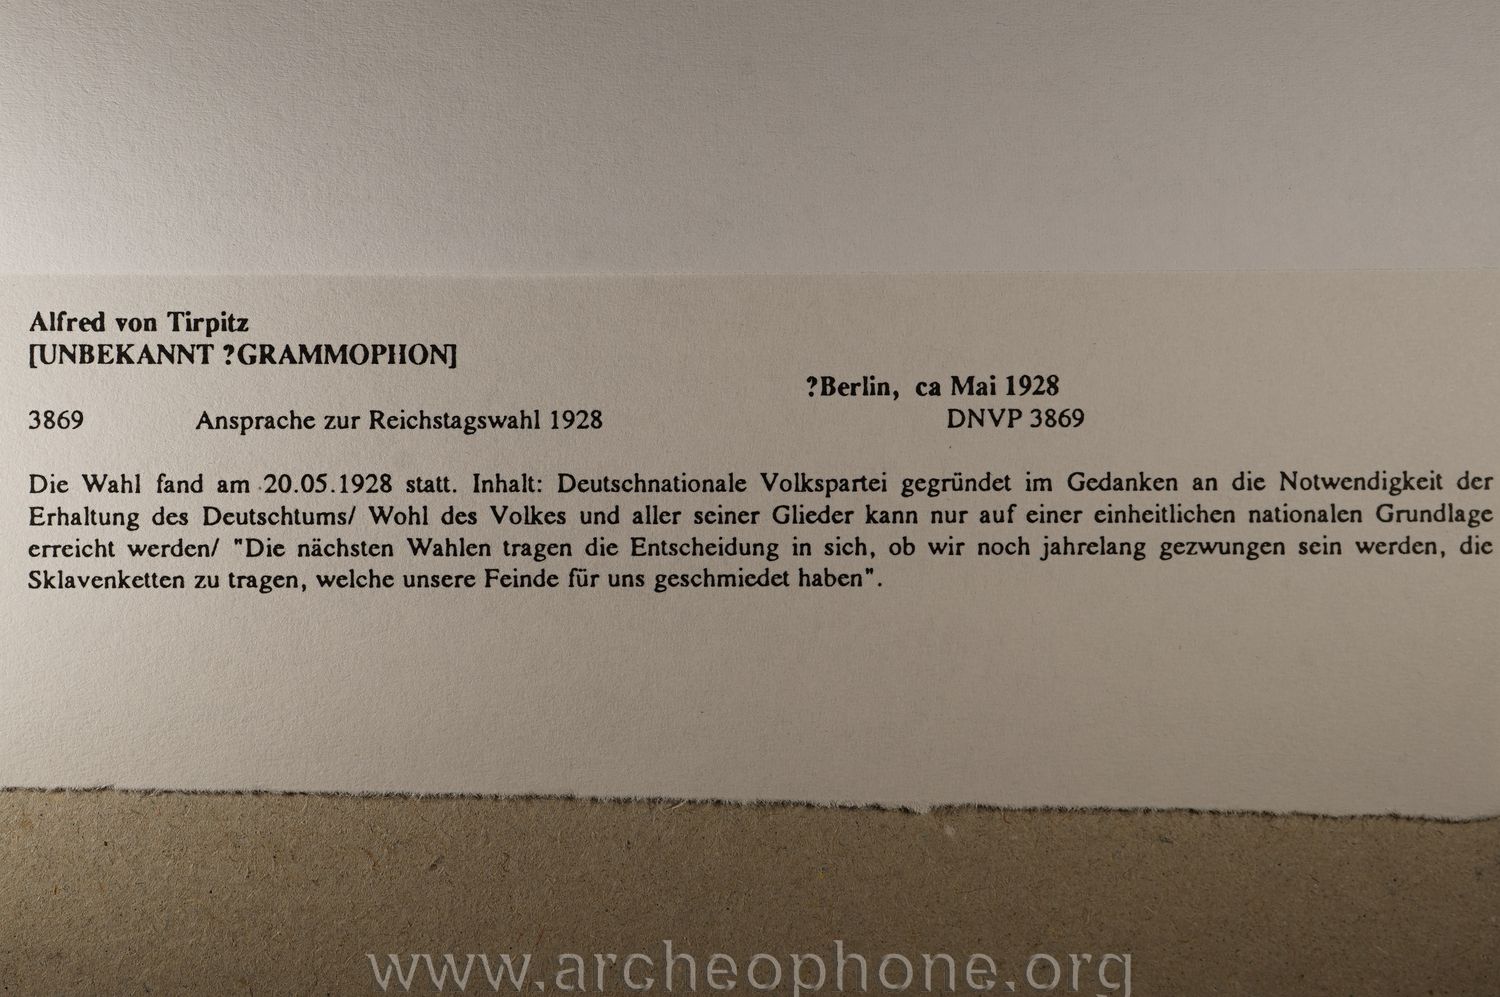 Alfred von Tirpitz
[UNBEKANNT ?GRAMMOPHON]
?Berlin, ca Mai 1928
3869 Ansprache zur Reichstagswahl 1928 DNVP 3869
Die Wahl fand am 20.05.1928 statt. Inhalt: Deutschnationale Volkspartei gegründet im Gedanken an die Notwendigkeit der
Erhaltung des Deutschtums/ Wohl des Volkes und aller seiner Glieder kann nur auf einer einheitlichen nationalen Grundlage
erreicht werden/ "Die nächsten Wahlen tragen die Entscheidung in sich, ob wir noch jahrelang gezwungen sein werden, die
Sklavenketten zu tragen, welche unsere Feinde für uns geschmiedet haben".
www.archeophone.org